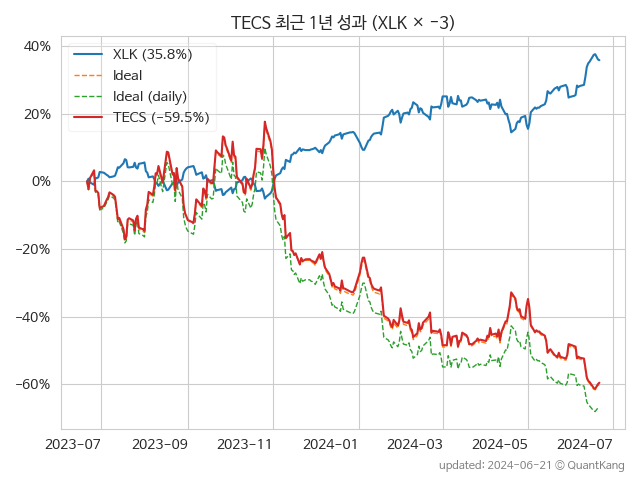 TECS 최근 1년 성과 (XLK × −3)
40%
20%
0%
−20%
−40%
−60%
XLK (35.8%)
Ideal
Ideal (daily)
TECS (−59.5%)
2023−07
2023−09
2023−11
2024−01
2024−03
2024−05
2024−07
updated: 2024−06−21 © QuantKang